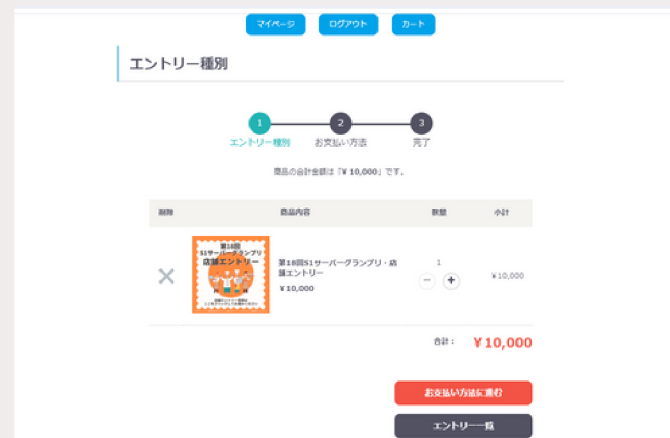 マイページ ログアウト カート
エントリー種別
1 2 3
エントリー種別 お支払い方法 完了
商品の合計金額は「¥ 10,000」です。
削除 商品内容 数量 小計
第18回
S1サーバーグランプリ
店舗エントリー
第18回S1サーバーグランプリ・店
舗エントリー
¥ 10,000
1
¥10,000
合計： ¥ 10,000
お支払い方法に進む
エントリー一覧